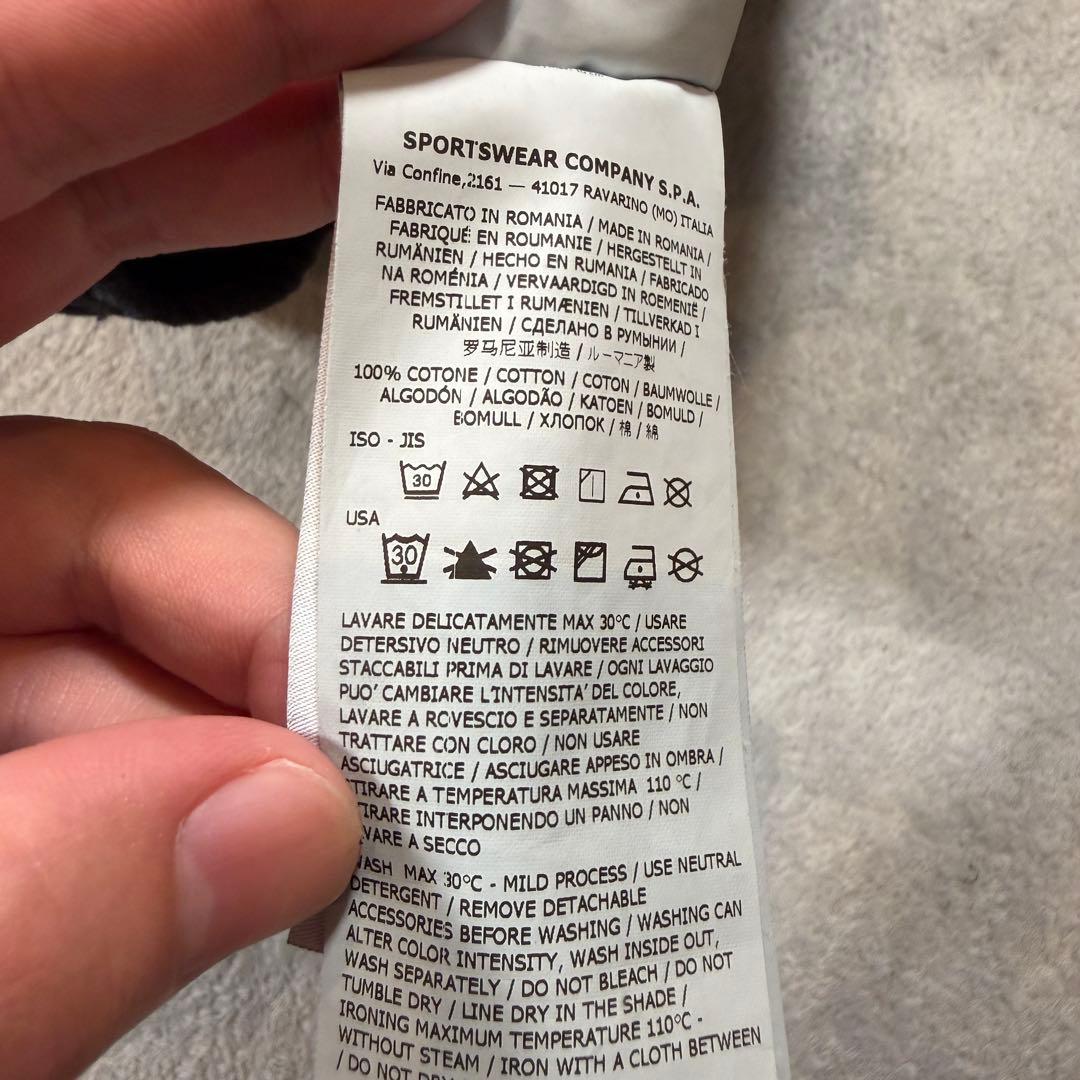 SPORTSWEAR COMPANY S.P.A.
Via Confine,2161 — 41017 RAVARINO (MO) ITALIA
FABBRICATO IN ROMANIA / MADE IN ROMANIA /
FABRIQUÉ EN ROUMANIE / HERGESTELLT IN
RUMÄNIEN / HECHO EN RUMANIA / FABRICADO
NA ROMÉNIA / VERVAARDIGD IN ROEMENIË /
FREMSTILLET I RUMÆNIEN / TILLVERKAD I
RUMÄNIEN / СДЕЛАНО В РУМЫНИИ /
罗马尼亚制造 / ルーマニア製
100% COTONE / COTTON / COTON / BAUMWOLLE /
ALGODÓN / ALGODÃO / KATOEN / BOMULD /
BOMULL / ХЛОПОК / 棉 / 綿
ISO - JIS
30
USA
30
LAVARE DELICATAMENTE MAX 30°C / USARE
DETERSIVO NEUTRO / RIMUOVERE ACCESSORI
STACCABILI PRIMA DI LAVARE / OGNI LAVAGGIO
PUO' CAMBIARE L'INTENSITA' DEL COLORE,
LAVARE A ROVESCIO E SEPARATAMENTE / NON
TRATTARE CON CLORO / NON USARE
ASCIUGATRICE / ASCIUGARE APPESO IN OMBRA /
STIRARE A TEMPERATURA MASSIMA 110 °C /
STIRARE INTERPONENDO UN PANNO / NON
LAVARE A SECCO
WASH MAX 30°C - MILD PROCESS / USE NEUTRAL
DETERGENT / REMOVE DETACHABLE
ACCESSORIES BEFORE WASHING / WASHING CAN
ALTER COLOR INTENSITY, WASH INSIDE OUT,
WASH SEPARATELY / DO NOT BLEACH / DO NOT
TUMBLE DRY / LINE DRY IN THE SHADE /
IRONING MAXIMUM TEMPERATURE 110°C -
WITHOUT STEAM / IRON WITH A CLOTH BETWEEN
/ DO NOT DRY